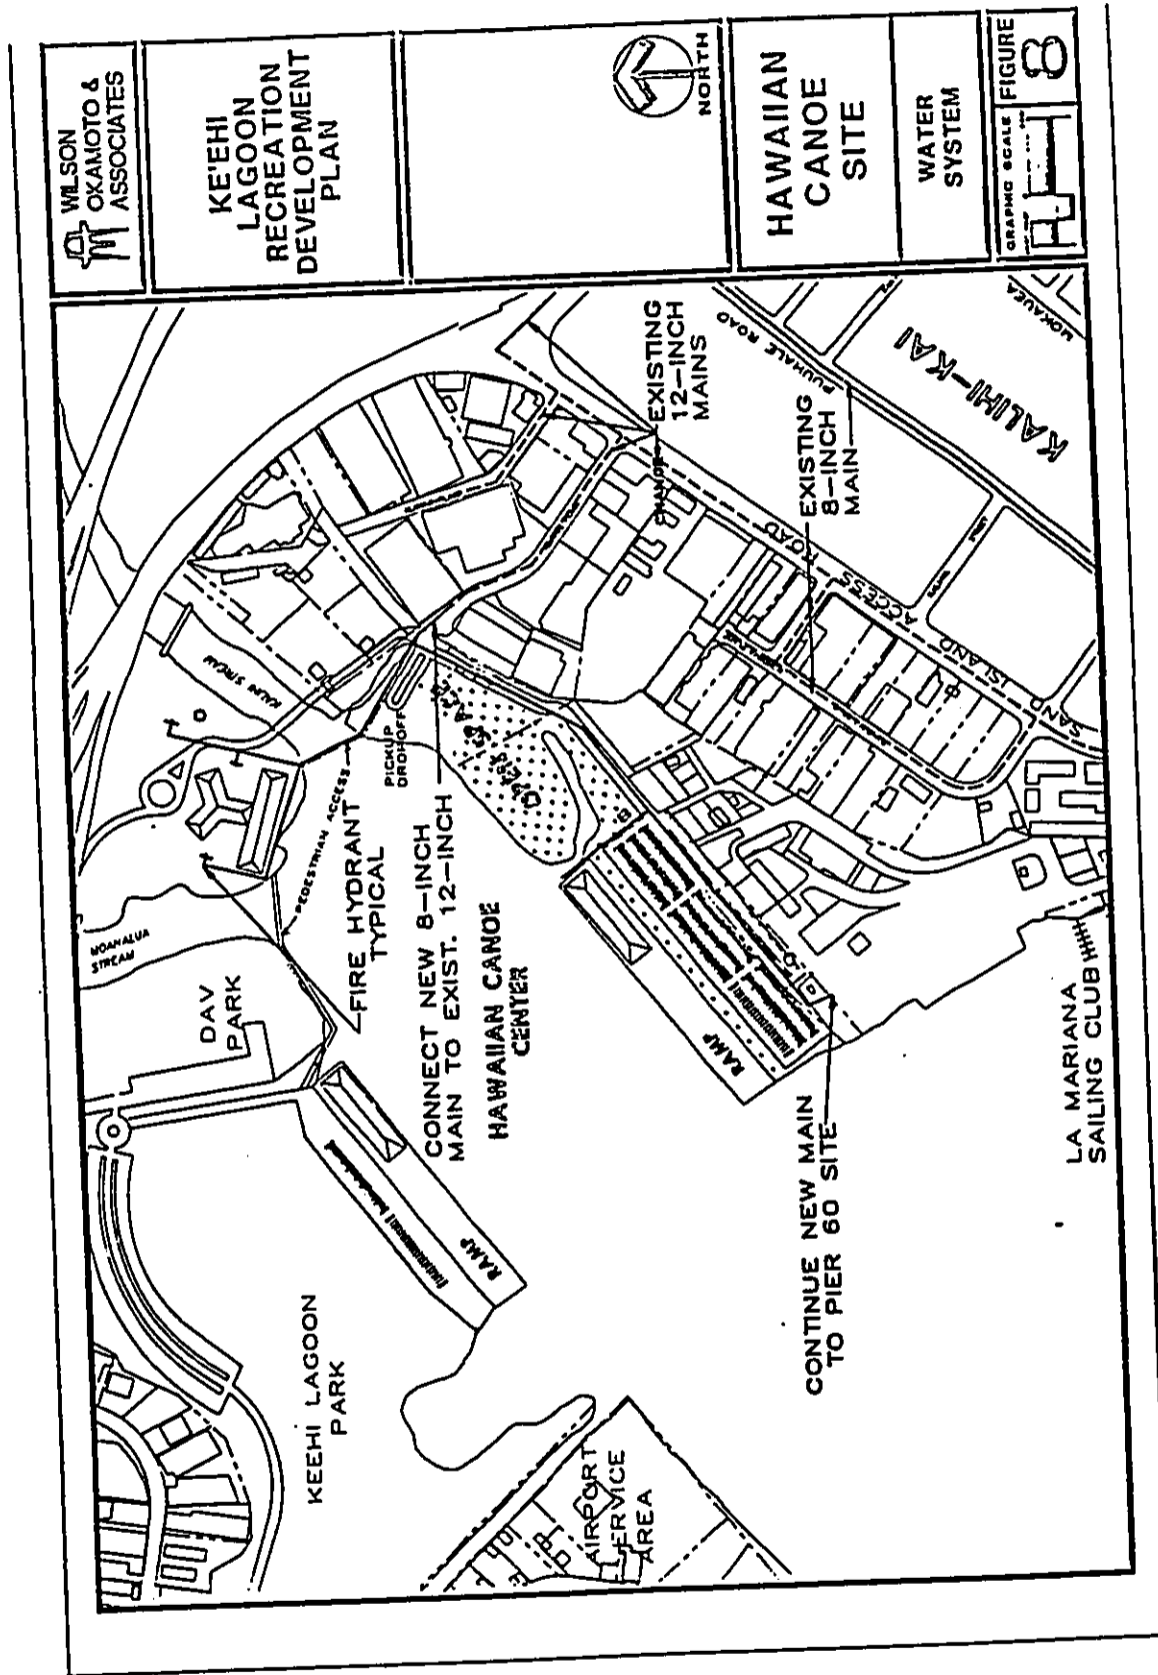 WILSON
OKAMOTO &
ASSOCIATES
KE'EHI
LAGOON
RECREATION
DEVELOPMENT
PLAN
NORTH
HAWAIIAN
CANOE
SITE
WATER
SYSTEM
GRAPHIC SCALE
FIGURE
8
EXISTING
12-INCH
MAINS
PUUHALE ROAD
MOKAUEA
KALIHI-KAI
EXISTING
8-INCH
MAIN
SAND ISLAND ACCESS ROAD
KALIHI STREAM
PICKUP
DROPOFF
PEDESTRIAN ACCESS
FIRE HYDRANT
TYPICAL
CONNECT NEW 8-INCH
MAIN TO EXIST. 12-INCH
HAWAIIAN CANOE
CENTER
MOANALUA
STREAM
DAV
PARK
RAMP
RAMP
CONTINUE NEW MAIN
TO PIER 60 SITE
LA MARIANA
SAILING CLUB
KEEHI LAGOON
PARK
AIRPORT
SERVICE
AREA